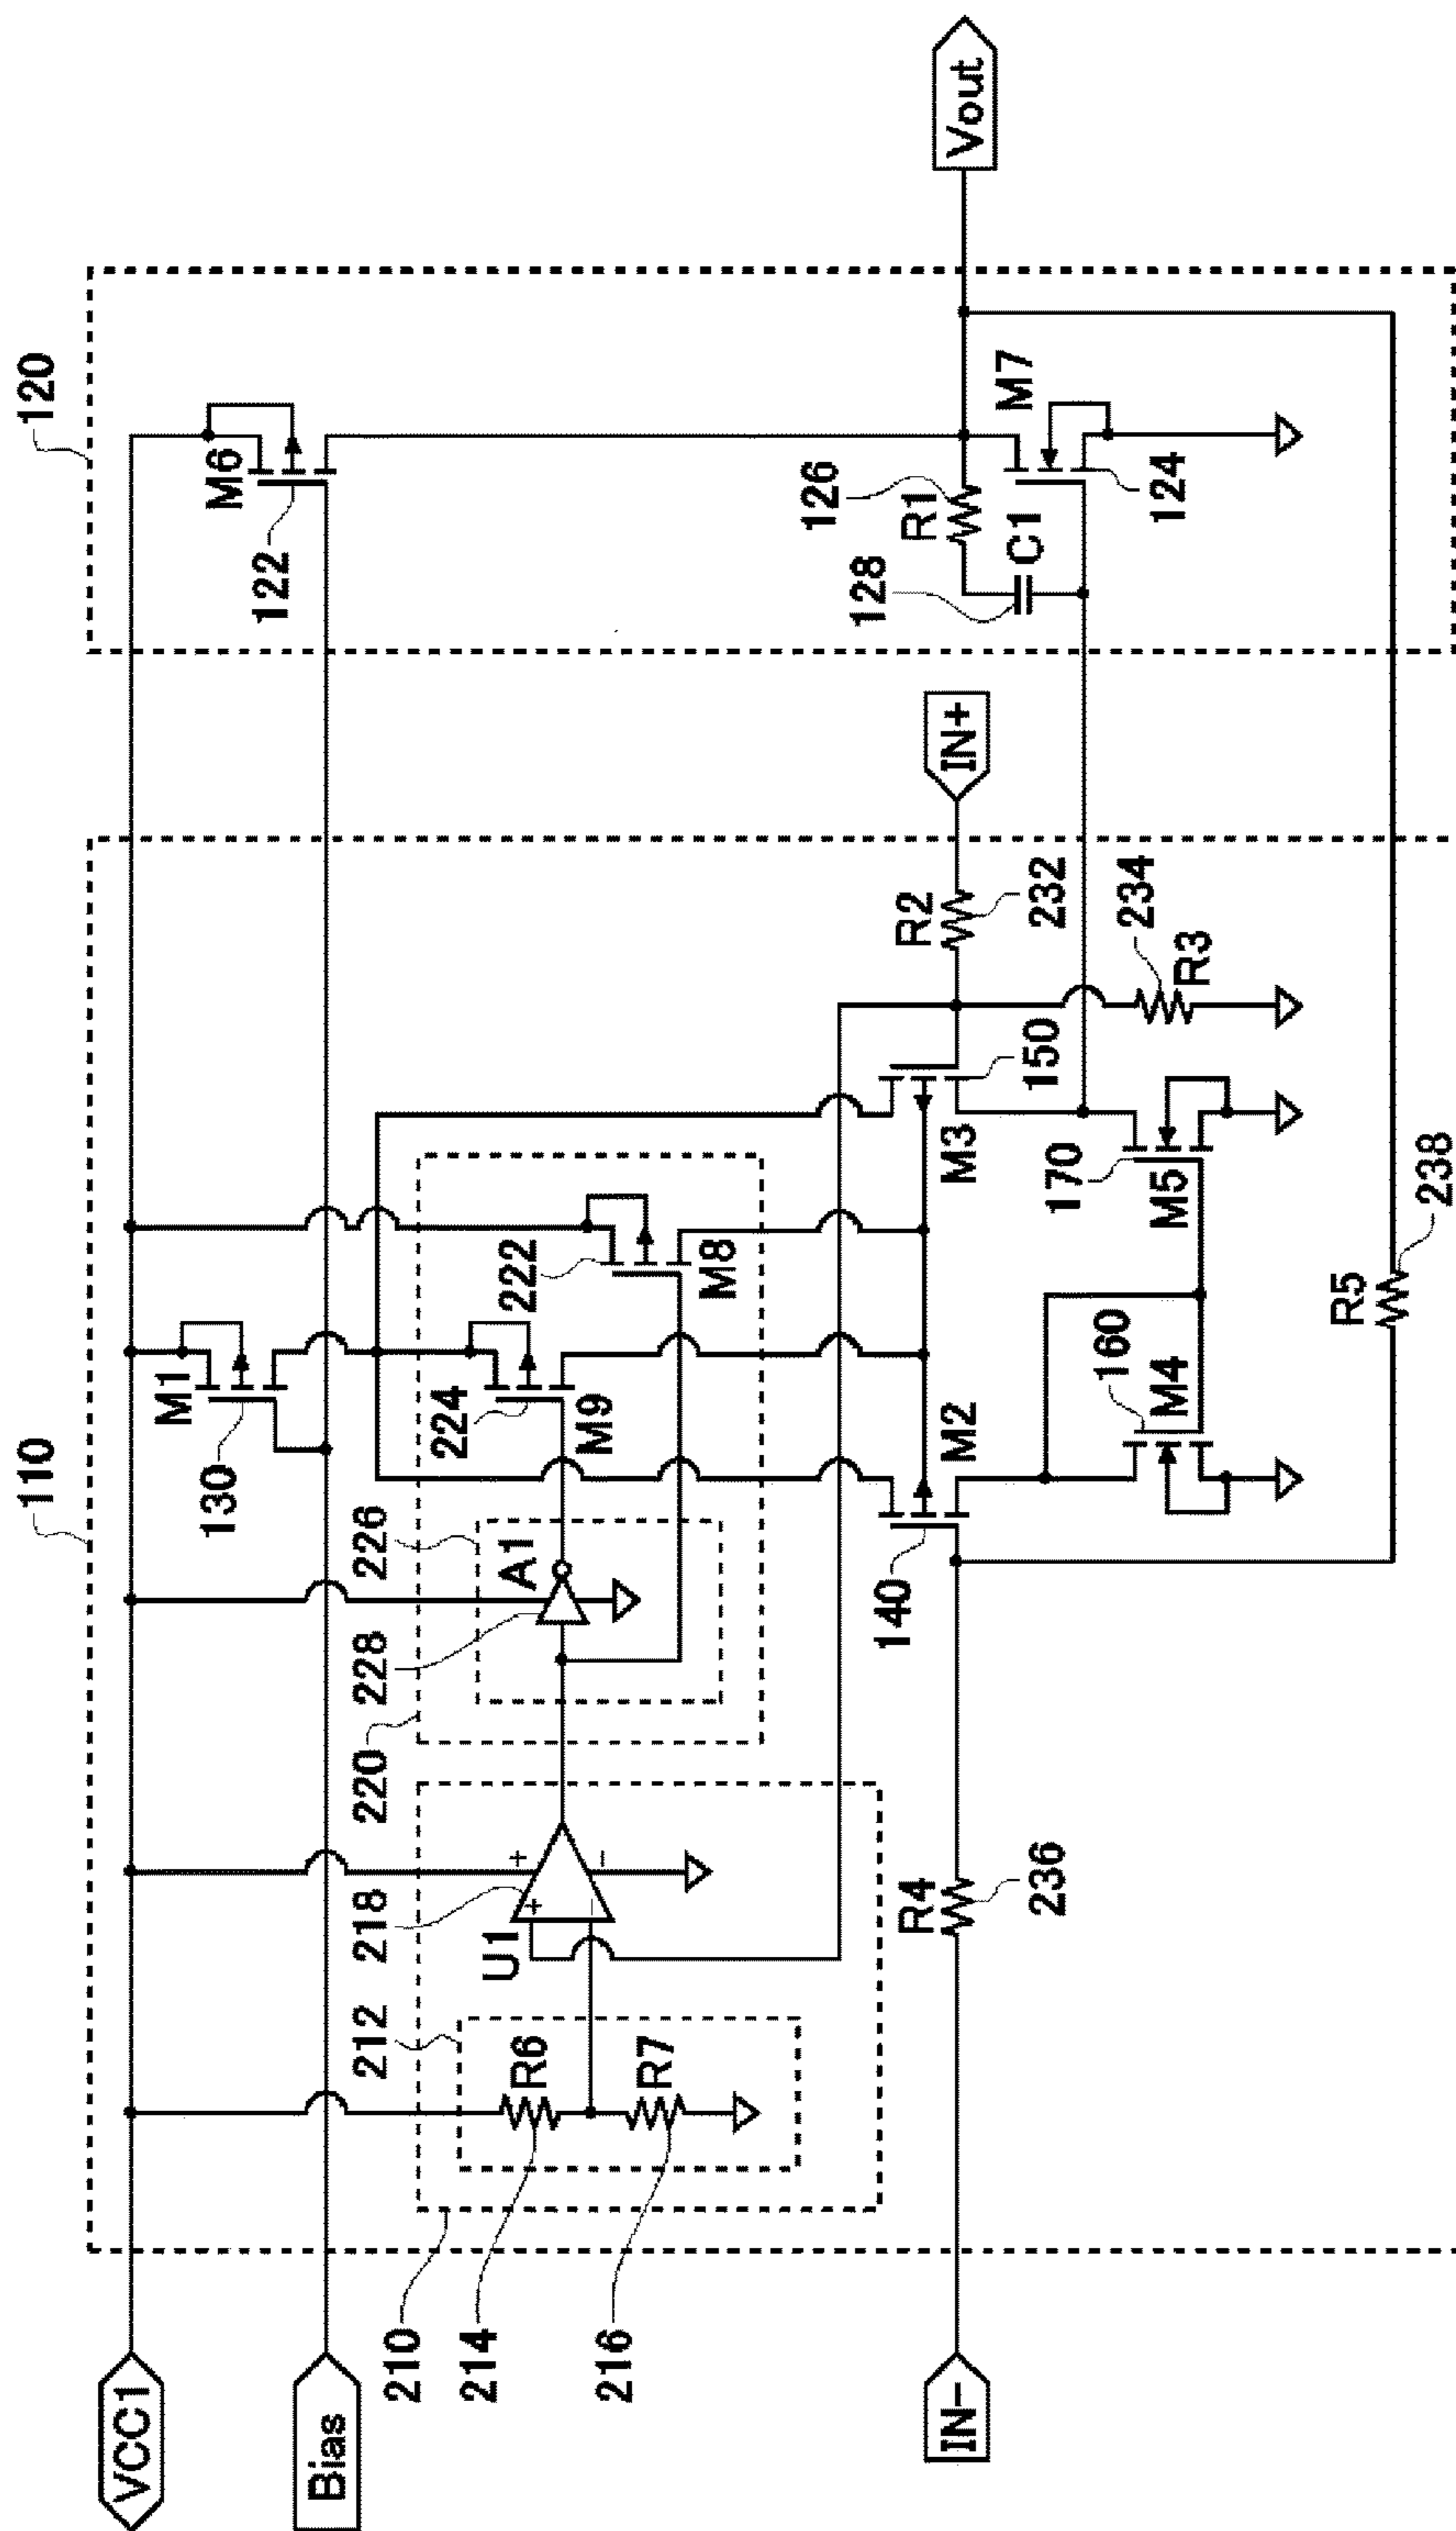 110
120
VCC1
Bias
M1
130
M6
122
210
212
214
R6
216
R7
U1
218
+
−
+
−
220
226
228
A1
224
M9
222
M8
IN-
R4
236
140
M2
M3
150
R2
232
IN+
234
R3
160
M4
170
M5
R5
238
128
C1
126
R1
M7
124
Vout